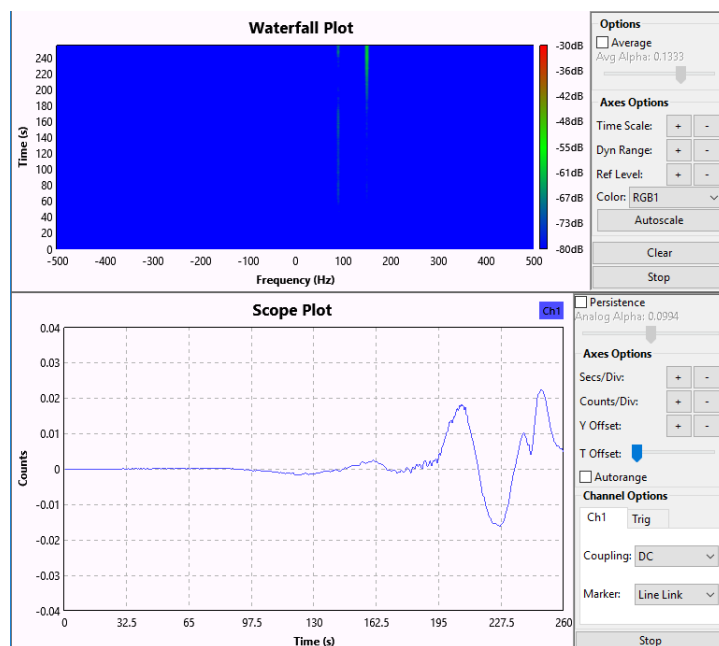 Waterfall Plot
240
220
200
180
160
140
120
100
80
60
40
20
0
Time (s)
-500 -400 -300 -200 -100 0 100 200 300 400 500
Frequency (Hz)
-30dB
-36dB
-42dB
-48dB
-55dB
-61dB
-67dB
-73dB
-80dB
Options
Average
Avg Alpha: 0.1333
Axes Options
Time Scale: + -
Dyn Range: + -
Ref Level: + -
Color: RGB1
Autoscale
Clear
Stop
Scope Plot
Ch1
0.04
0.03
0.02
0.01
0
-0.01
-0.02
-0.03
-0.04
Counts
0 32.5 65 97.5 130 162.5 195 227.5 260
Time (s)
Persistence
Analog Alpha: 0.0994
Axes Options
Secs/Div: + -
Counts/Div: + -
Y Offset: + -
T Offset:
Autorange
Channel Options
Ch1 Trig
Coupling: DC
Marker: Line Link
Stop